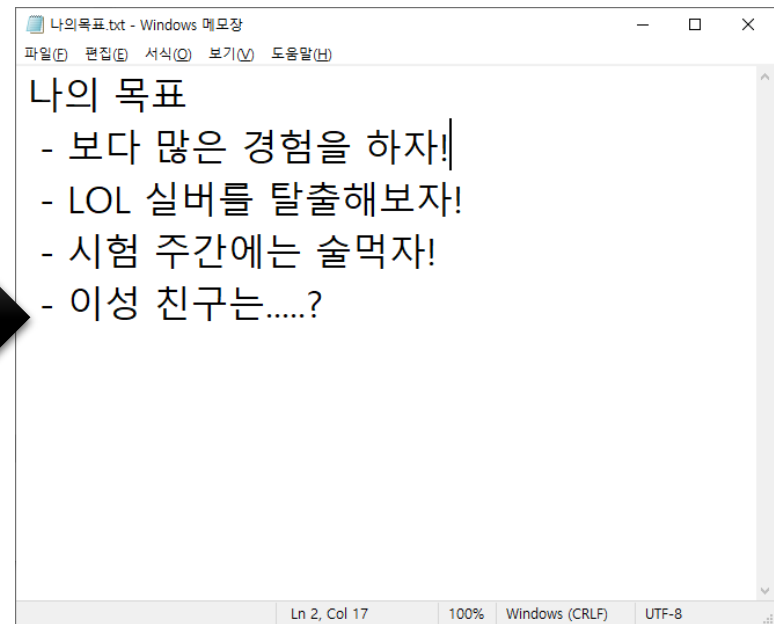 나의목표.txt - Windows 메모장
파일(F) 편집(E) 서식(O) 보기(V) 도움말(H)
나의 목표
- 보다 많은 경험을 하자!
- LOL 실버를 탈출해보자!
- 시험 주간에는 술먹자!
- 이성 친구는.....?
Ln 2, Col 17 100% Windows (CRLF) UTF-8